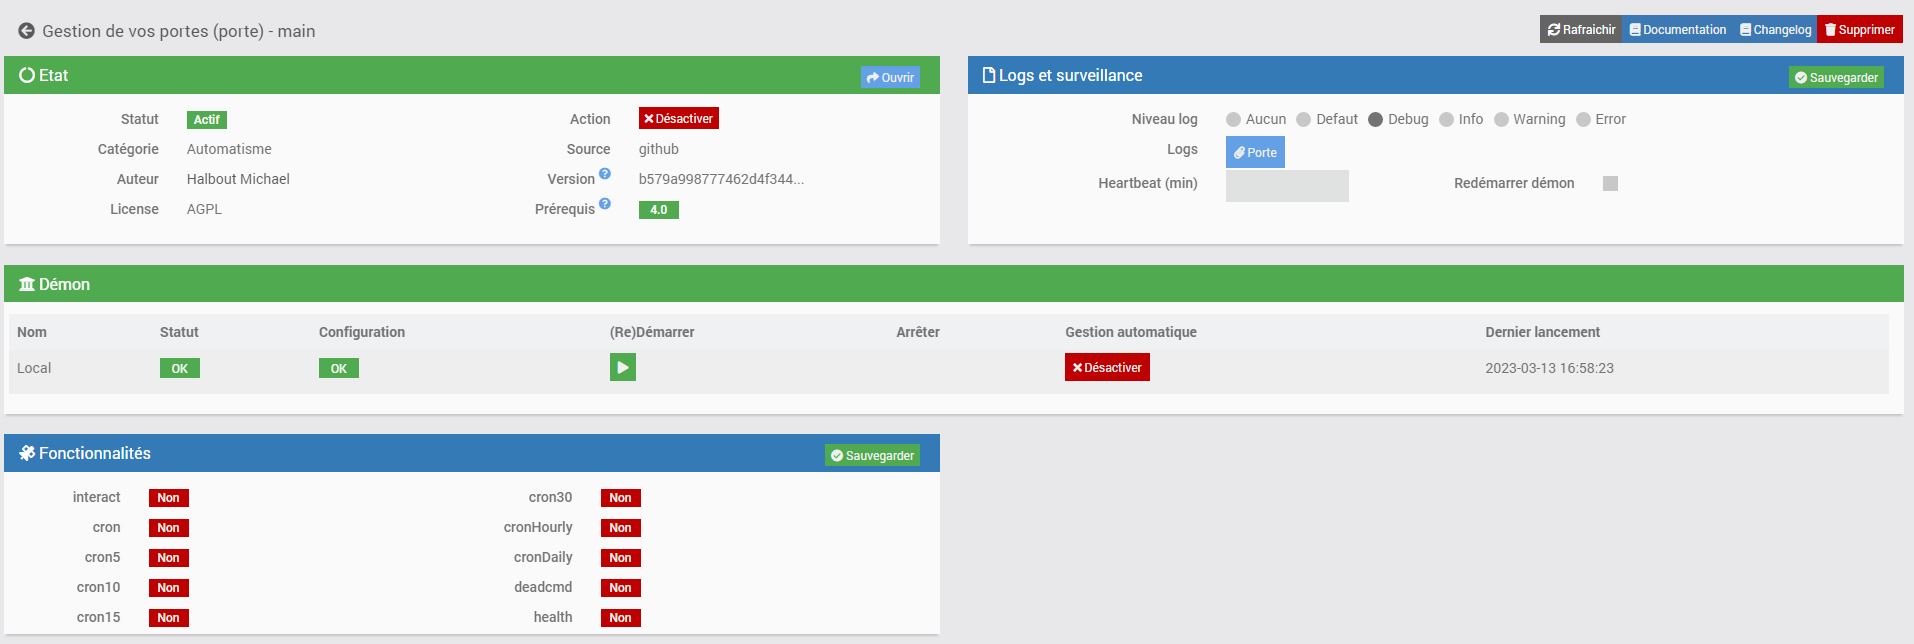 Gestion de vos portes (porte) - main
Rafraichir Documentation Changelog Supprimer
Etat
Ouvrir
Statut Actif Action Désactiver
Catégorie Automatisme Source github
Auteur Halbout Michael Version b579a998777462d4f344...
License AGPL Prérequis 4.0
Logs et surveillance
Sauvegarder
Niveau log Aucun Defaut Debug Info Warning Error
Logs Porte
Heartbeat (min) Redémarrer démon
Démon
Nom Statut Configuration (Re)Démarrer Arrêter Gestion automatique Dernier lancement
Local OK OK Désactiver 2023-03-13 16:58:23
Fonctionnalités
Sauvegarder
interact Non cron30 Non
cron Non cronHourly Non
cron5 Non cronDaily Non
cron10 Non deadcmd Non
cron15 Non health Non